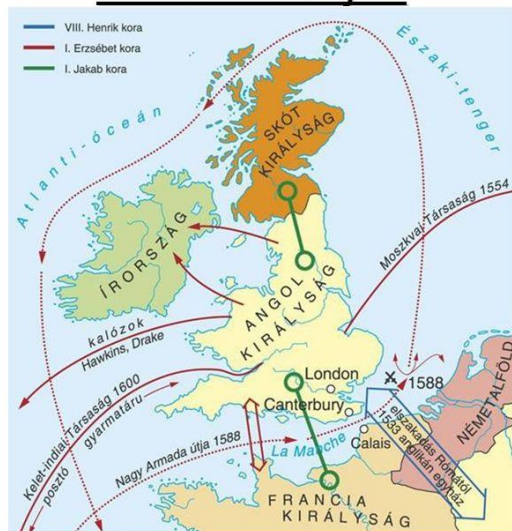 VIII. Henrik kora
I. Erzsébet kora
I. Jakab kora
Atlanti-óceán
Északi-tenger
SKÓT
KIRÁLYSÁG
ÍRORSZÁG
Moszkvai Társaság 1554
ANGOL
KIRÁLYSÁG
kalózok
Hawkins, Drake
Kelet-indiai Társaság 1600
gyarmatáru
posztó
London
Canterbury
1588
NÉMETALFÖLD
Calais
elszakadás Rómától
1533 anglikán egyház
Nagy Armada útja 1588
La Manche
FRANCIA
KIRÁLYSÁG